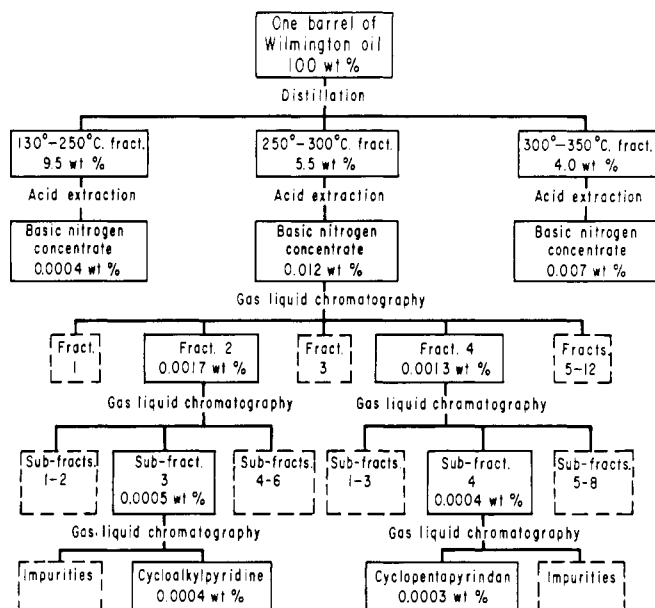 One barrel of
Wilmington oil
100 wt %
Distillation
130°-250°C. fract.
9.5 wt %
250°-300°C. fract.
5.5 wt %
300°-350°C. fract.
4.0 wt %
Acid extraction
Acid extraction
Acid extraction
Basic nitrogen
concentrate
0.0004 wt %
Basic nitrogen
concentrate
0.012 wt %
Basic nitrogen
concentrate
0.007 wt %
Gas liquid chromatography
Fract.
1
Fract. 2
0.0017 wt %
Fract.
3
Fract. 4
0.0013 wt %
Fracts.
5-12
Gas liquid chromatography
Gas liquid chromatography
Sub-fracts.
1-2
Sub-fract.
3
0.0005 wt %
Sub-fracts.
4-6
Sub-fracts.
1-3
Sub-fract.
4
0.0004 wt %
Sub-fracts.
5-8
Gas liquid chromatography
Gas liquid chromatography
Impurities
Cycloalkylpyridine
0.0004 wt %
Cyclopentapyrindan
0.0003 wt %
Impurities